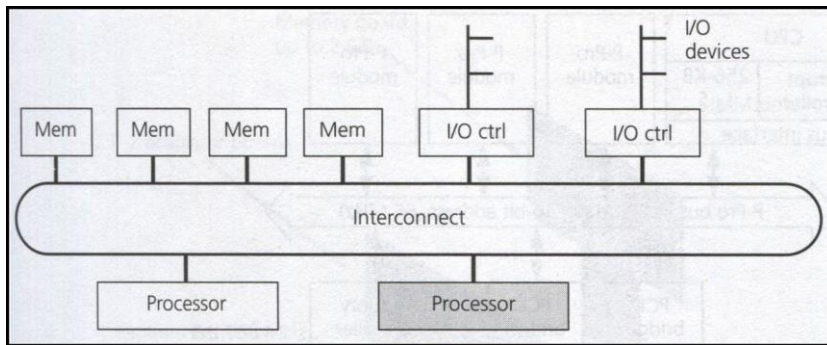 I/O
devices
Mem
Mem
Mem
Mem
I/O ctrl
I/O ctrl
Interconnect
Processor
Processor